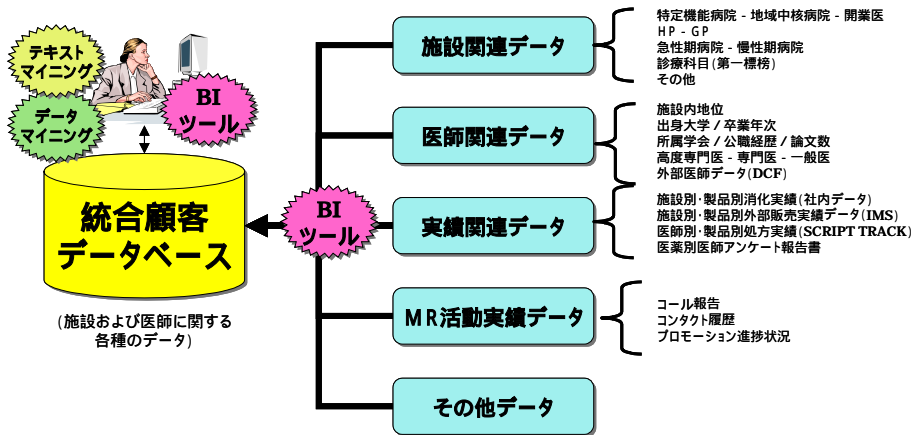 テキスト
マイニング
データ
マイニング
BI
ツール
統合顧客
データベース
(施設および医師に関する
各種のデータ)
BI
ツール
施設関連データ
特定機能病院 - 地域中核病院 - 開業医
HP - GP
急性期病院 - 慢性期病院
診療科目(第一標榜)
その他
医師関連データ
施設内地位
出身大学 / 卒業年次
所属学会 / 公職経歴 / 論文数
高度専門医 - 専門医 - 一般医
外部医師データ(DCF)
実績関連データ
施設別・製品別消化実績(社内データ)
施設別・製品別外部販売実績データ(IMS)
医師別・製品別処方実績(SCRIPT TRACK)
医薬別医師アンケート報告書
MR活動実績データ
コール報告
コンタクト履歴
プロモーション進捗状況
その他データ